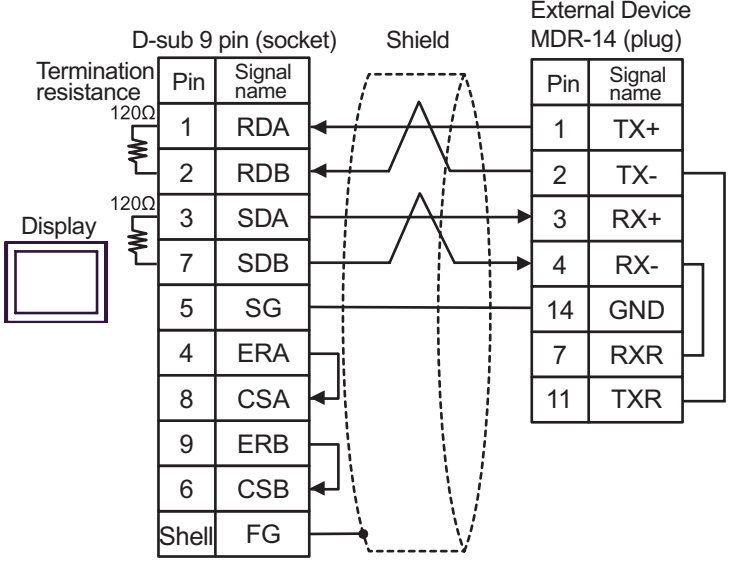 External Device
D-sub 9 pin (socket)
Shield
MDR-14 (plug)
Termination
resistance
Pin
Signal
name
Pin
Signal
name
120Ω
1
RDA
1
TX+
2
RDB
2
TX-
120Ω
3
SDA
3
RX+
Display
7
SDB
4
RX-
5
SG
14
GND
4
ERA
7
RXR
8
CSA
11
TXR
9
ERB
6
CSB
Shell
FG